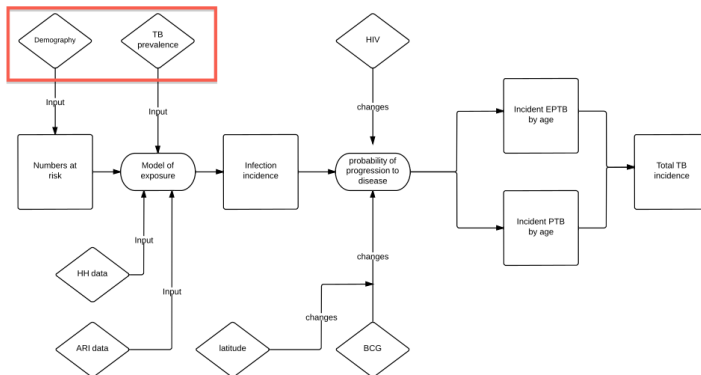 Demography
TB
prevalence
HIV
Input
Input
changes
Incident EPTB
by age
Numbers at
risk
Model of
exposure
Infection
incidence
probability of
progression to
disease
Total TB
incidence
Incident PTB
by age
Input
HH data
changes
Input
changes
ARI data
latitude
BCG